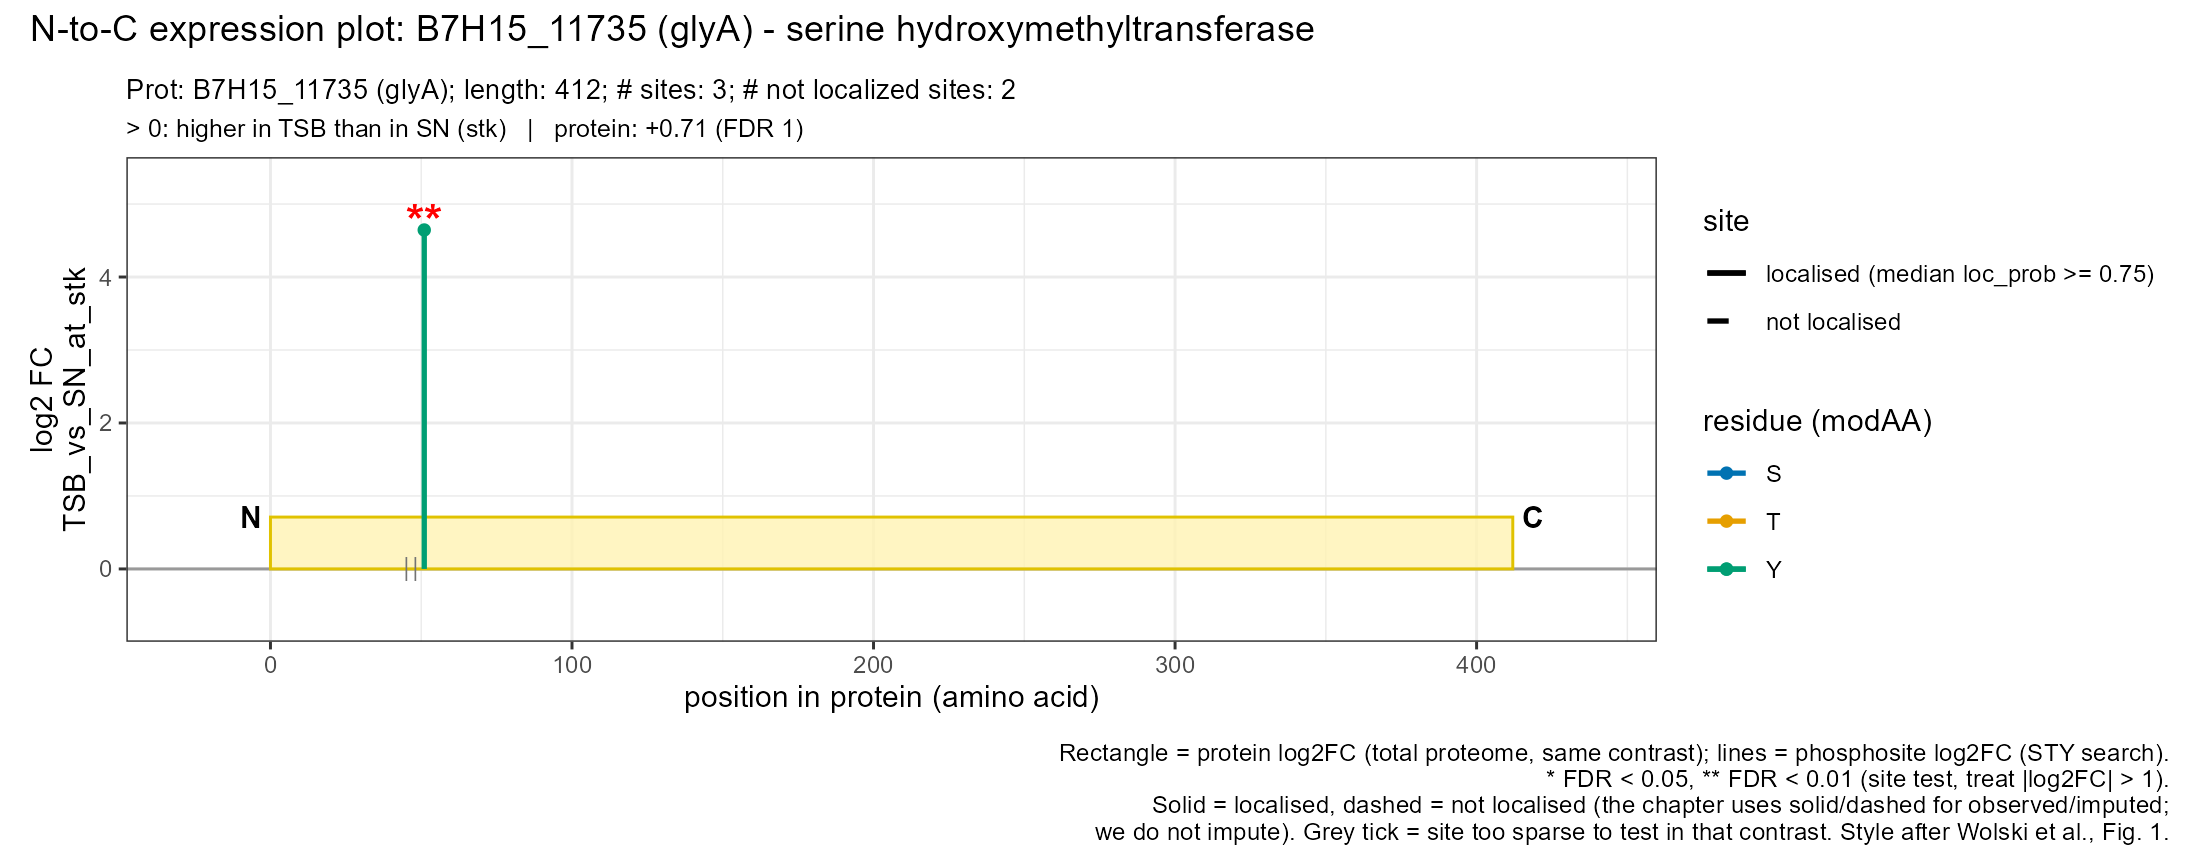 N-to-C expression plot: B7H15_11735 (glyA) - serine hydroxymethyltransferase
Prot: B7H15_11735 (glyA); length: 412; # sites: 3; # not localized sites: 2
> 0: higher in TSB than in SN (stk)   |   protein: +0.71 (FDR 1)
log2 FC
TSB_vs_SN_at_stk
4
2
0
**
N
C
0
100
200
300
400
position in protein (amino acid)
site
localised (median loc_prob >= 0.75)
not localised
residue (modAA)
S
T
Y
Rectangle = protein log2FC (total proteome, same contrast); lines = phosphosite log2FC (STY search).
* FDR < 0.05, ** FDR < 0.01 (site test, treat |log2FC| > 1).
Solid = localised, dashed = not localised (the chapter uses solid/dashed for observed/imputed;
we do not impute). Grey tick = site too sparse to test in that contrast. Style after Wolski et al., Fig. 1.